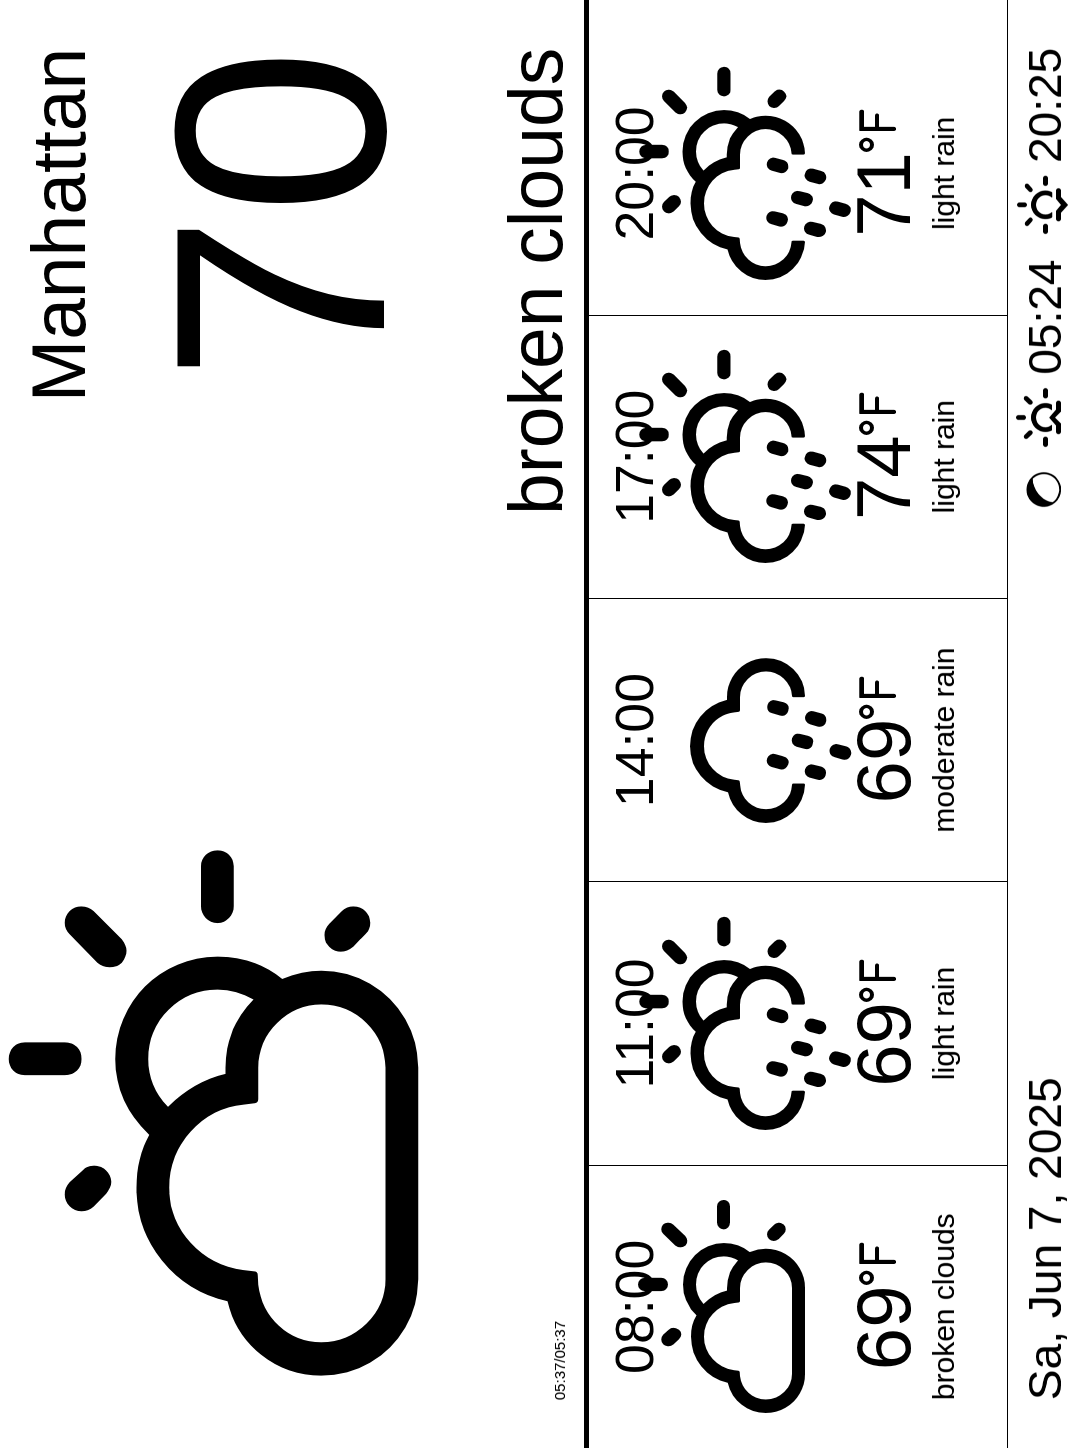 Manhattan
70
broken clouds
05:37/05:37
08:00
69°F
broken clouds
11:00
69°F
light rain
14:00
69°F
moderate rain
17:00
74°F
light rain
20:00
71°F
light rain
Sa, Jun 7, 2025
05:24
20:25